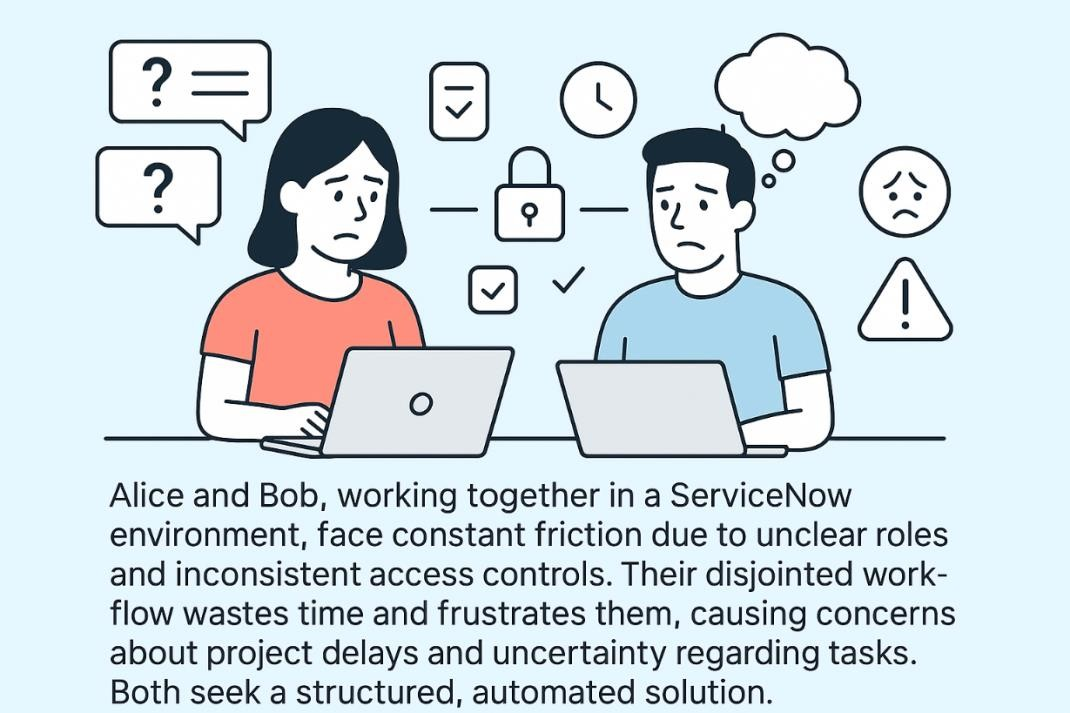 ?
?
Alice and Bob, working together in a ServiceNow
environment, face constant friction due to unclear roles
and inconsistent access controls. Their disjointed work-
flow wastes time and frustrates them, causing concerns
about project delays and uncertainty regarding tasks.
Both seek a structured, automated solution.